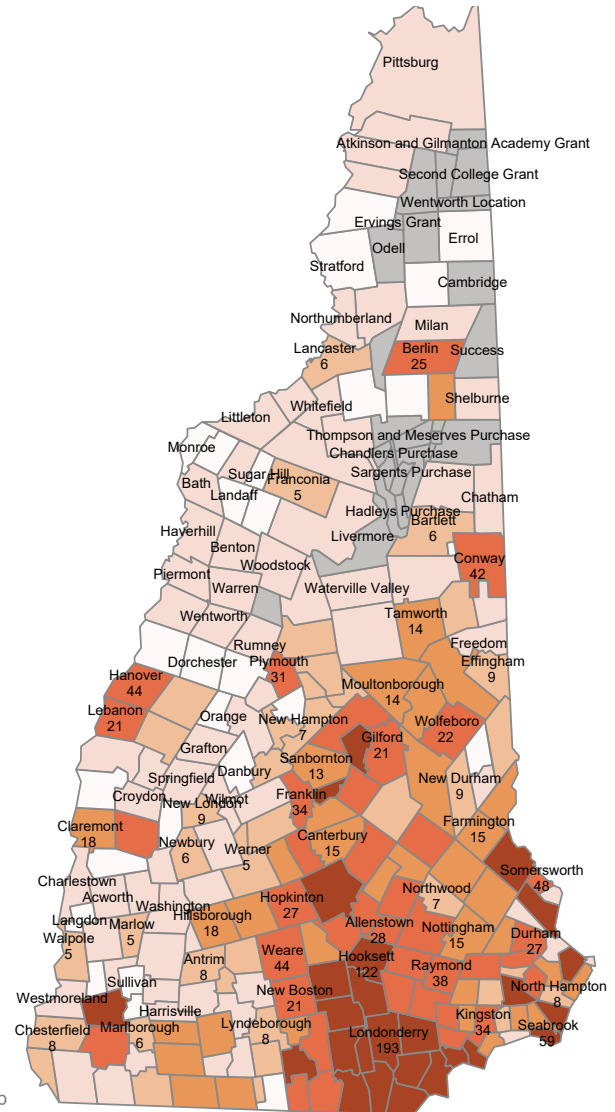 Pittsburg
Atkinson and Gilmanton Academy Grant
Second College Grant
Wentworth Location
Ervings Grant
Errol
Odell
Stratford
Cambridge
Northumberland
Milan
Lancaster
6
Berlin
25
Success
Shelburne
Whitefield
Littleton
Thompson and Meserves Purchase
Monroe
Chandlers Purchase
Sugar Hill
Sargents Purchase
Bath
Franconia
5
Landaff
Chatham
Hadleys Purchase
Bartlett
6
Haverhill
Livermore
Benton
Conway
42
Woodstock
Piermont
Warren
Waterville Valley
Wentworth
Tamworth
14
Rumney
Freedom
Dorchester
Plymouth
31
Effingham
9
Hanover
44
Moultonborough
14
Lebanon
21
Orange
New Hampton
7
Wolfeboro
22
Grafton
Gilford
21
Sanbornton
13
Danbury
Springfield
New Durham
9
Croydon
Wilmot
New London
9
Franklin
34
Claremont
18
Farmington
15
Canterbury
15
Newbury
6
Warner
5
Somersworth
48
Charlestown
Acworth
Northwood
7
Hopkinton
27
Washington
Langdon
Marlow
5
Hillsborough
18
Allenstown
28
Nottingham
15
Durham
27
Walpole
5
Weare
44
Hooksett
122
Antrim
8
Raymond
38
Sullivan
North Hampton
8
New Boston
21
Westmoreland
Harrisville
Kingston
34
Chesterfield
8
Marlborough
6
Lyndeborough
8
Londonderry
193
Seabrook
59